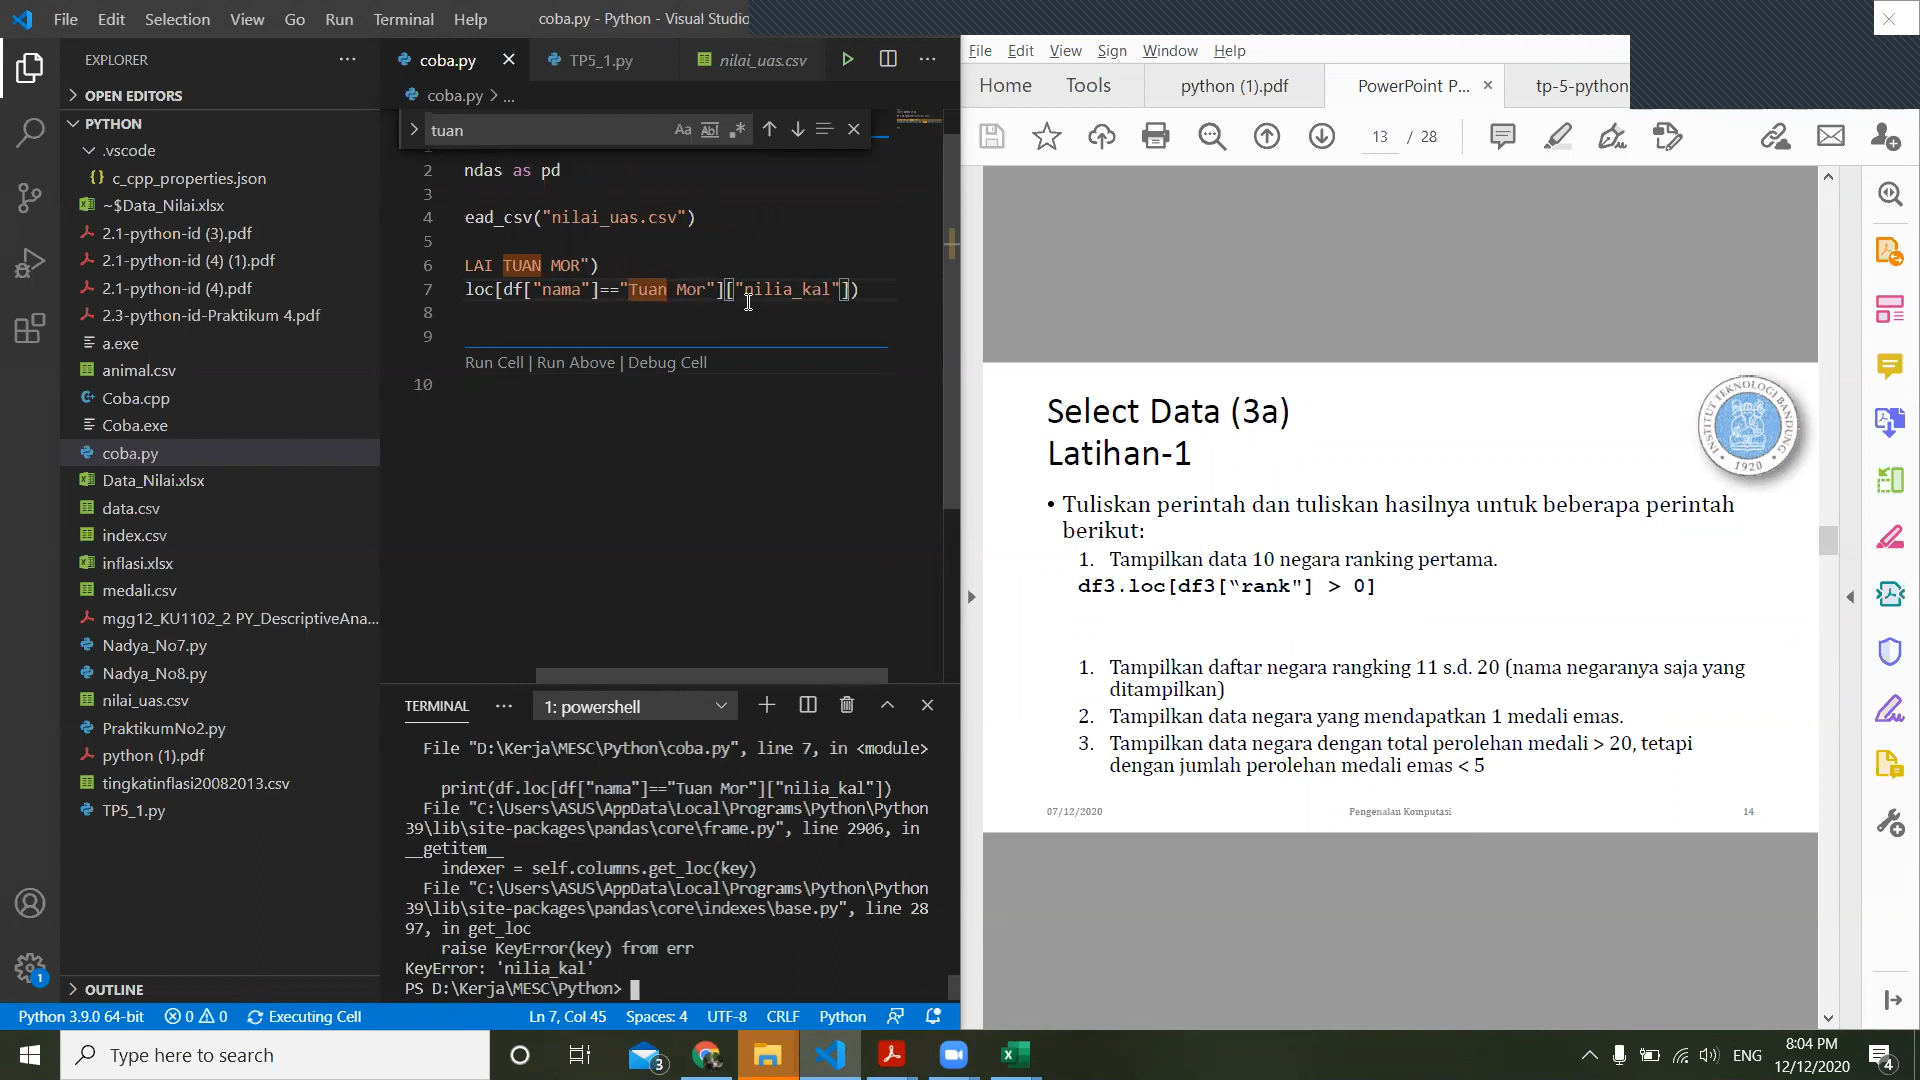 File Edit Selection View Go Run Terminal Help coba.py - Python - Visual Studio
EXPLORER
OPEN EDITORS
PYTHON
.vscode
c_cpp_properties.json
~$Data_Nilai.xlsx
2.1-python-id (3).pdf
2.1-python-id (4) (1).pdf
2.1-python-id (4).pdf
2.3-python-id-Praktikum 4.pdf
a.exe
animal.csv
Coba.cpp
Coba.exe
coba.py
Data_Nilai.xlsx
data.csv
index.csv
inflasi.xlsx
medali.csv
mgg12_KU1102_2 PY_DescriptiveAna...
Nadya_No7.py
Nadya_No8.py
nilai_uas.csv
PraktikumNo2.py
python (1).pdf
tingkatinflasi20082013.csv
TP5_1.py
OUTLINE
coba.py TP5_1.py nilai_uas.csv
coba.py > ...
tuan
Aa Abl
2 ndas as pd
3
4 ead_csv("nilai_uas.csv")
5
6 LAI TUAN MOR")
7 loc[df["nama"]=="Tuan Mor"]["nilia_kal"])
8
9
Run Cell | Run Above | Debug Cell
10
TERMINAL 1: powershell
File "D:\Kerja\MESC\Python\coba.py", line 7, in <module>
print(df.loc[df["nama"]=="Tuan Mor"]["nilia_kal"])
File "C:\Users\ASUS\AppData\Local\Programs\Python\Python
39\lib\site-packages\pandas\core\frame.py", line 2906, in
__getitem__
indexer = self.columns.get_loc(key)
File "C:\Users\ASUS\AppData\Local\Programs\Python\Python
39\lib\site-packages\pandas\core\indexes\base.py", line 28
97, in get_loc
raise KeyError(key) from err
KeyError: 'nilia_kal'
PS D:\Kerja\MESC\Python>
1
Python 3.9.0 64-bit 0 0 Executing Cell Ln 7, Col 45 Spaces: 4 UTF-8 CRLF Python
File Edit View Sign Window Help
Home Tools python (1).pdf PowerPoint P... tp-5-python
13 / 28
Select Data (3a)
Latihan-1
INSTITUT TEKNOLOGI BANDUNG
1920
• Tuliskan perintah dan tuliskan hasilnya untuk beberapa perintah
berikut:
1. Tampilkan data 10 negara ranking pertama.
df3.loc[df3[“rank"] > 0]
1. Tampilkan daftar negara rangking 11 s.d. 20 (nama negaranya saja yang
ditampilkan)
2. Tampilkan data negara yang mendapatkan 1 medali emas.
3. Tampilkan data negara dengan total perolehan medali > 20, tetapi
dengan jumlah perolehan medali emas < 5
07/12/2020 Pengenalan Komputasi 14
Type here to search
3
ENG
8:04 PM
12/12/2020
4